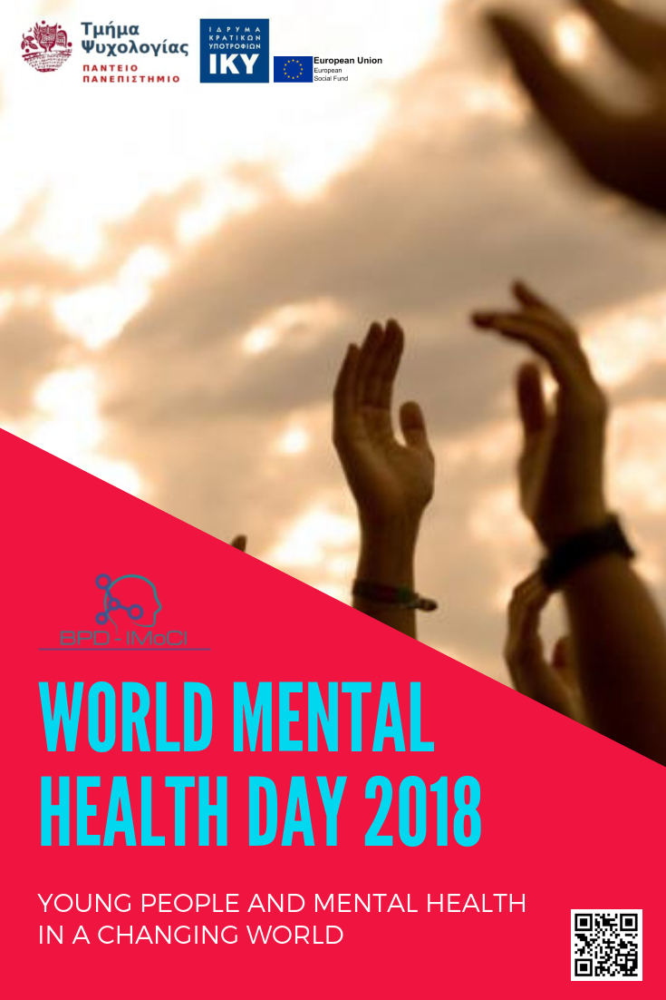 Τμήμα
Ψυχολογίας
ΠΑΝΤΕΙΟ
ΠΑΝΕΠΙΣΤΗΜΙΟ
ΙΔΡΥΜΑ
ΚΡΑΤΙΚΩΝ
ΥΠΟΤΡΟΦΙΩΝ
ΙΚΥ
European Union
European
Social Fund
BPD-IMoCI
WORLD MENTAL
HEALTH DAY 2018
YOUNG PEOPLE AND MENTAL HEALTH
IN A CHANGING WORLD